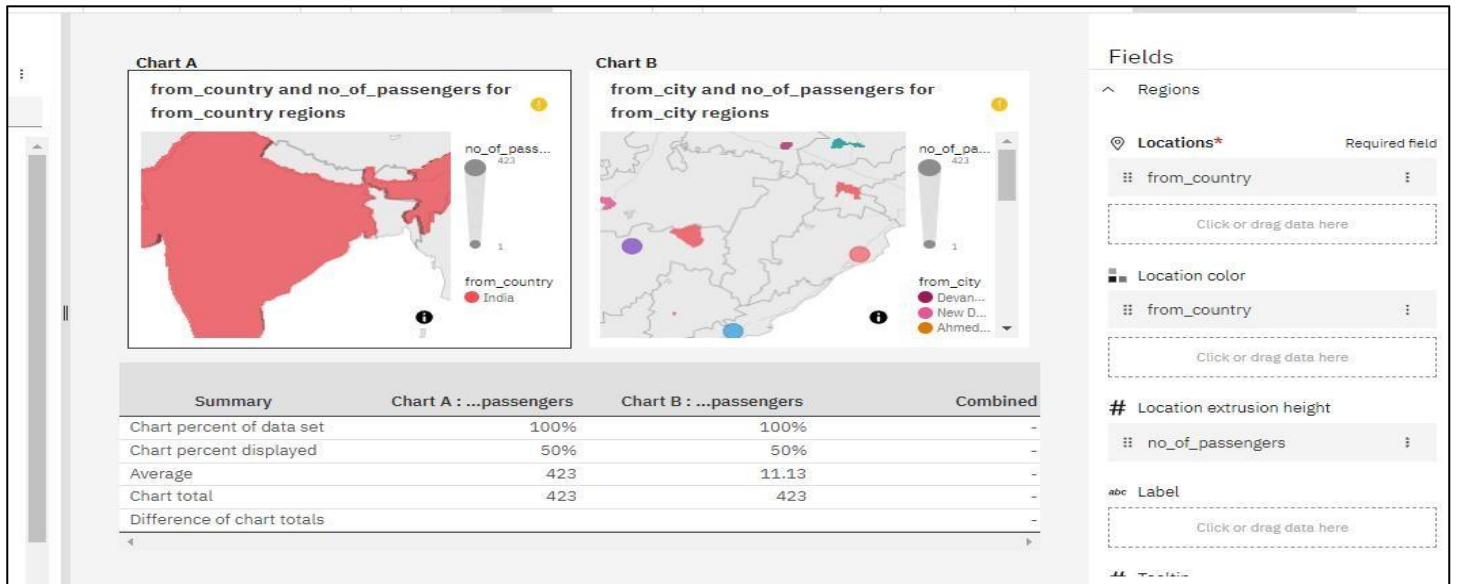 Chart A
from_country and no_of_passengers for
from_country regions
no_of_pass...
423
1
from_country
India
Chart B
from_city and no_of_passengers for
from_city regions
no_of_pa...
423
1
from_city
Devan...
New D...
Ahmed...
Summary Chart A : ...passengers Chart B : ...passengers Combined
Chart percent of data set 100% 100% -
Chart percent displayed 50% 50% -
Average 423 11.13 -
Chart total 423 423 -
Difference of chart totals -
Fields
Regions
Locations* Required field
from_country
Click or drag data here
Location color
from_country
Click or drag data here
# Location extrusion height
no_of_passengers
abc Label
Click or drag data here
# Tooltip